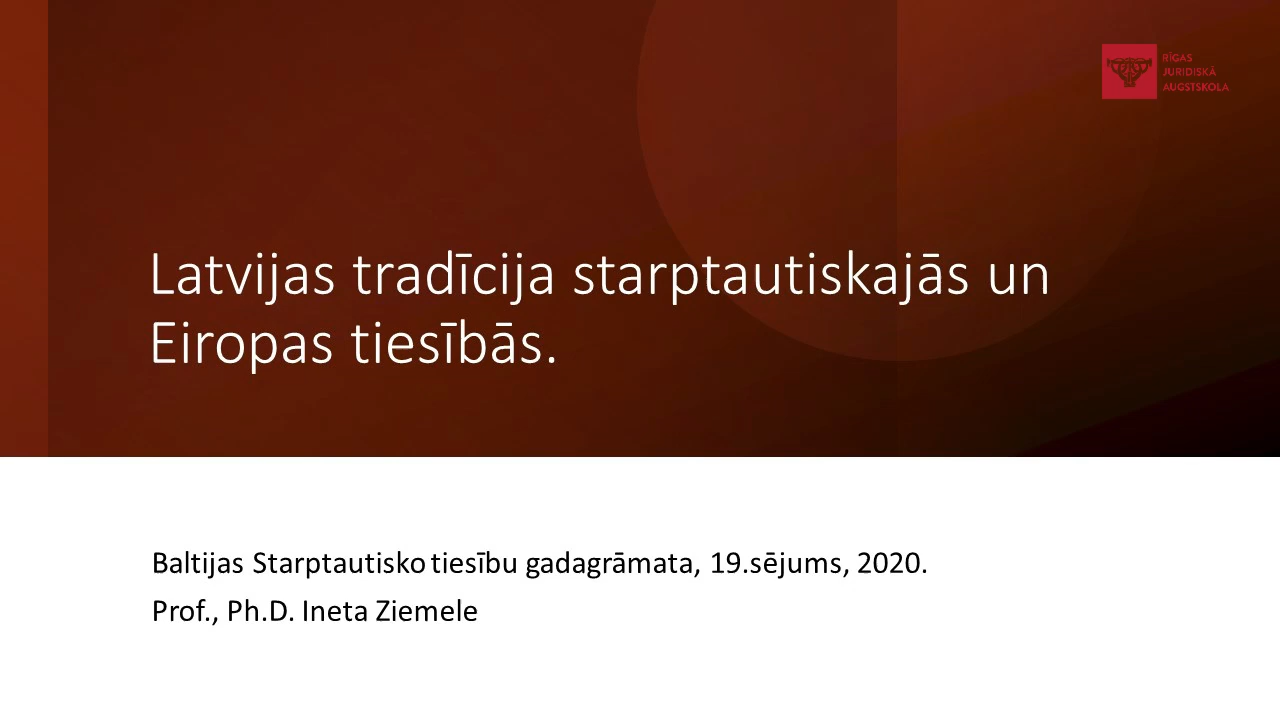 RĪGAS
JURIDISKĀ
AUGSTSKOLA
Latvijas tradīcija starptautiskajās un
Eiropas tiesībās.
Baltijas Starptautisko tiesību gadagrāmata, 19.sējums, 2020.
Prof., Ph.D. Ineta Ziemele